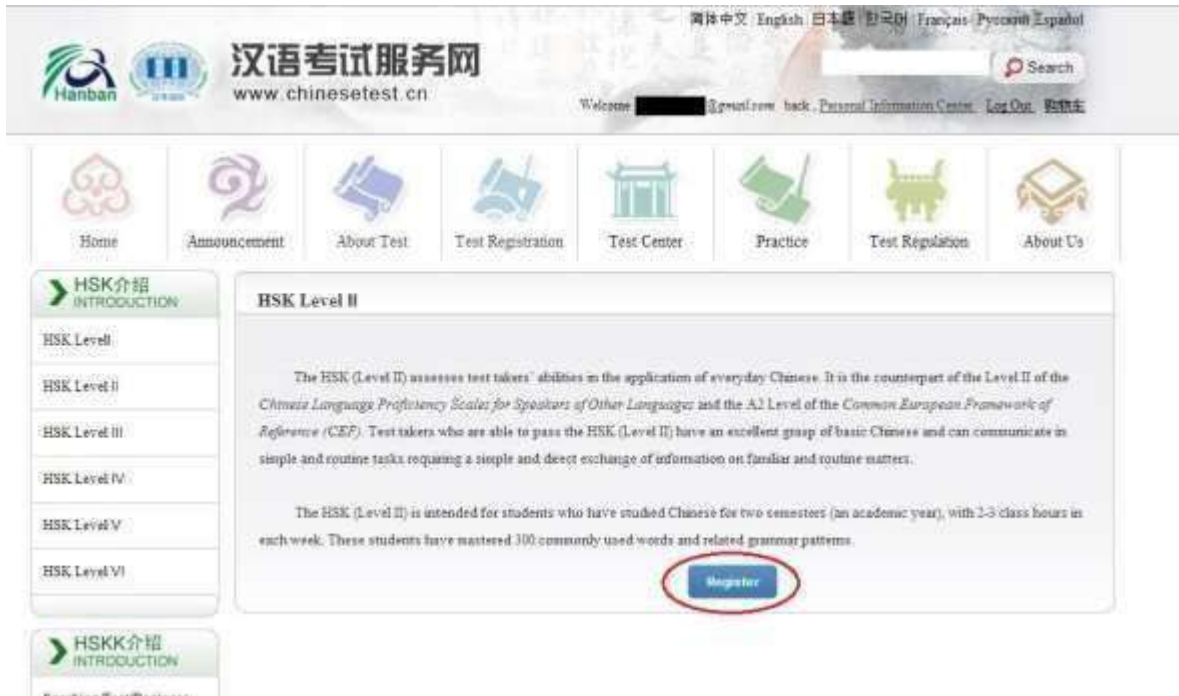 简体中文 English 日本語 한국어 Français Русский Español
Hanban
汉语考试服务网
www.chinesetest.cn
Search
Welcome @gmail.com back , Personal Information Center Log Out 购物车
Home Announcement About Test Test Registration Test Center Practice Test Regulation About Us
HSK介绍
INTRODUCTION
HSK LevelI
HSK Level II
HSK Level III
HSK Level IV
HSK Level V
HSK Level VI
HSK Level II
The HSK (Level II) assesses test takers' abilities in the application of everyday Chinese. It is the counterpart of the Level II of the
Chinese Language Proficiency Scales for Speakers of Other Languages and the A2 Level of the Common European Framework of
Reference (CEF). Test takers who are able to pass the HSK (Level II) have an excellent grasp of basic Chinese and can communicate in
simple and routine tasks requiring a simple and direct exchange of information on familiar and routine matters.
The HSK (Level II) is intended for students who have studied Chinese for two semesters (an academic year), with 2-3 class hours in
each week. These students have mastered 300 commonly used words and related grammar patterns.
Register
HSKK介绍
INTRODUCTION